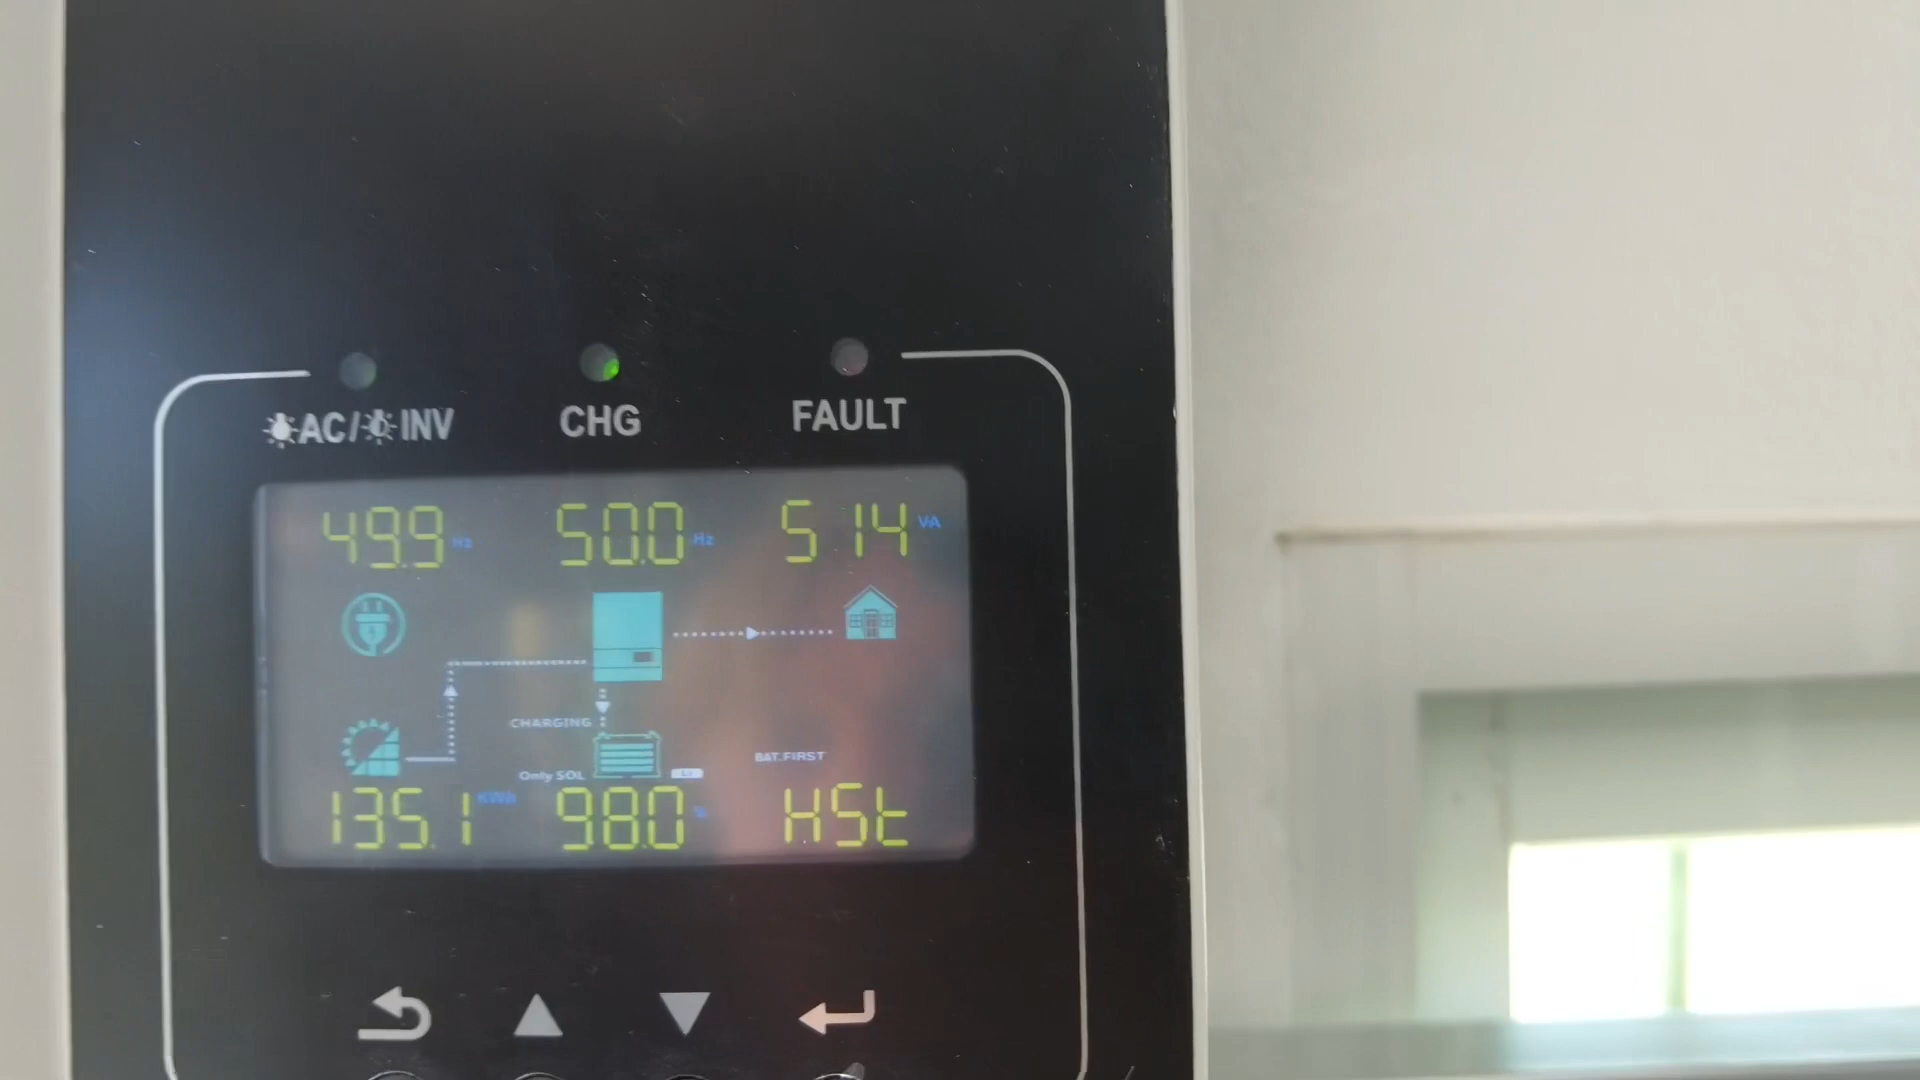 AC/ INV CHG FAULT
49.9 Hz 50.0 Hz 514 VA
CHARGING
Only SOL Li BAT.FIRST
135.1 KWh 98.0 % HSt